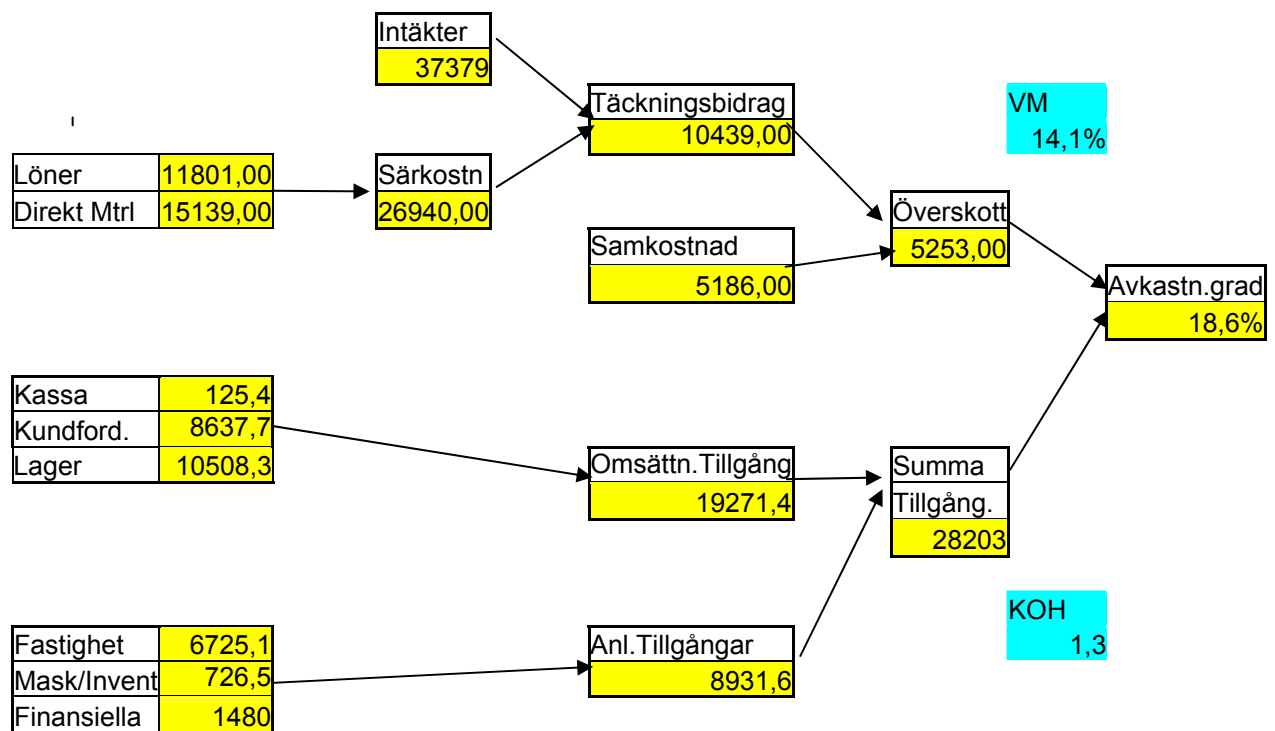 Intäkter
37379
Täckningsbidrag
10439,00
VM
14,1%
Löner 11801,00
Direkt Mtrl 15139,00
Särkostn
26940,00
Överskott
5253,00
Samkostnad
5186,00
Avkastn.grad
18,6%
Kassa 125,4
Kundford. 8637,7
Lager 10508,3
Omsättn.Tillgång
19271,4
Summa
Tillgång.
28203
KOH
1,3
Fastighet 6725,1
Mask/Invent 726,5
Finansiella 1480
Anl.Tillgångar
8931,6